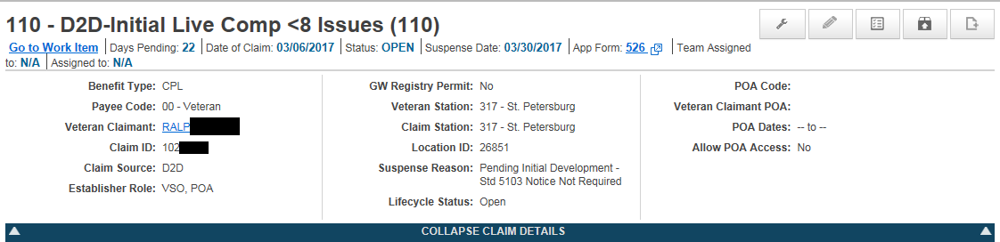 110 - D2D-Initial Live Comp <8 Issues (110)
Go to Work Item Days Pending: 22 Date of Claim: 03/06/2017 Status: OPEN Suspense Date: 03/30/2017 App Form: 526 Team Assigned
to: N/A Assigned to: N/A
Benefit Type: CPL
Payee Code: 00 - Veteran
Veteran Claimant: RALP
Claim ID: 102
Claim Source: D2D
Establisher Role: VSO, POA
GW Registry Permit: No
Veteran Station: 317 - St. Petersburg
Claim Station: 317 - St. Petersburg
Location ID: 26851
Suspense Reason: Pending Initial Development -
Std 5103 Notice Not Required
Lifecycle Status: Open
POA Code:
Veteran Claimant POA:
POA Dates: -- to --
Allow POA Access: No
COLLAPSE CLAIM DETAILS